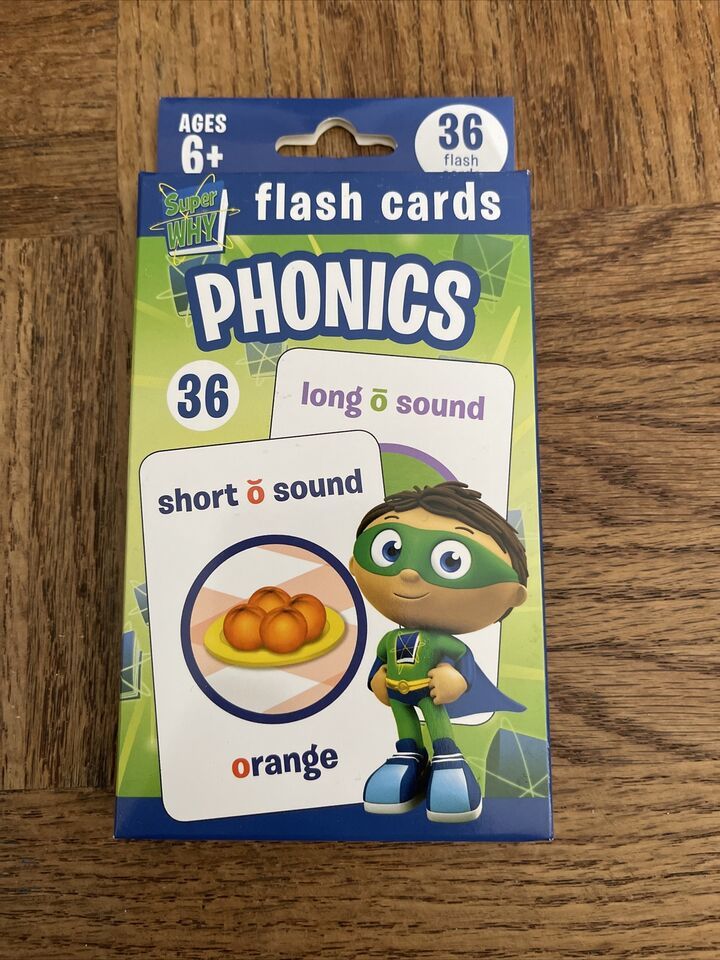 AGES
6+
36
flash
Super
WHY
flash cards
PHONICS
36
long ō sound
short ŏ sound
orange